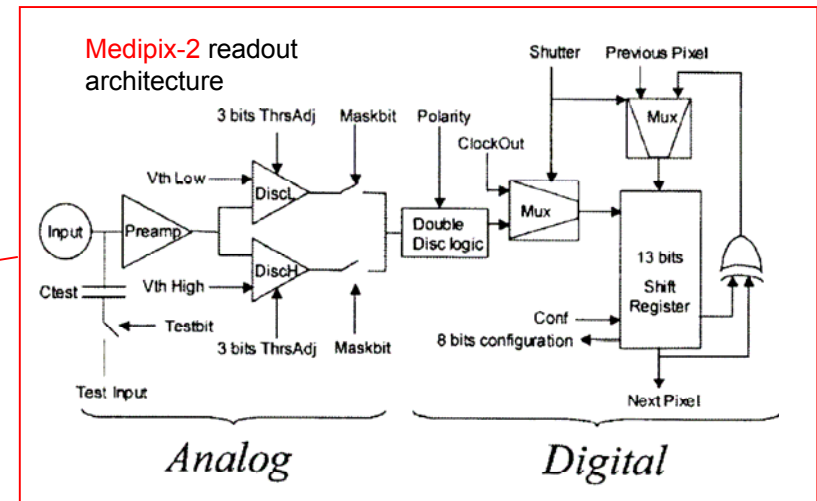 Medipix-2 readout
architecture
Shutter
Previous Pixel
3 bits ThrsAdj
Maskbit
Polarity
Mux
ClockOut
Vth Low
DiscL
Mux
Input
Preamp
Double
Disc logic
13 bits
Shift
Register
Ctest
Vth High
DiscH
Conf
Testbit
8 bits configuration
3 bits ThrsAdj
Maskbit
Test Input
Next Pixel
Analog
Digital